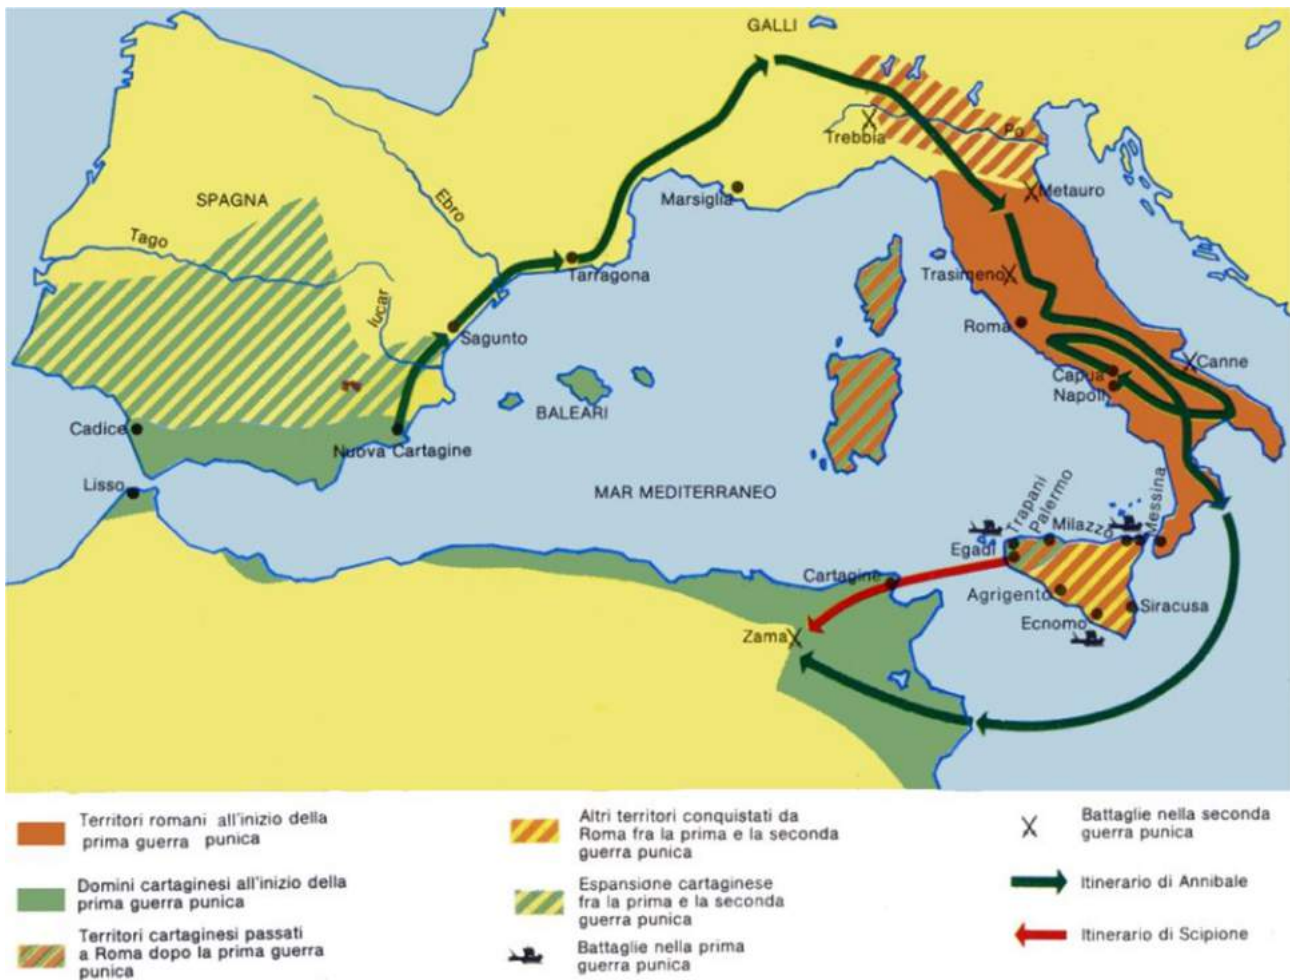 GALLI
Trebbia
Po
SPAGNA
Ebro
Marsiglia
Metauro
Tago
Tarragona
Trasimeno
Iucar
Sagunto
Roma
Canne
Capua
Napoli
BALEARI
Cadice
Nuova Cartagine
Lisso
MAR MEDITERRANEO
Trapani
Palermo
Milazzo
Messina
Egadi
Cartagine
Agrigento
Siracusa
Ecnomo
Zama
Territori romani all'inizio della
prima guerra punica
Domini cartaginesi all'inizio della
prima guerra punica
Territori cartaginesi passati
a Roma dopo la prima guerra
punica
Altri territori conquistati da
Roma fra la prima e la seconda
guerra punica
Espansione cartaginese
fra la prima e la seconda
guerra punica
Battaglie nella prima
guerra punica
Battaglie nella seconda
guerra punica
Itinerario di Annibale
Itinerario di Scipione